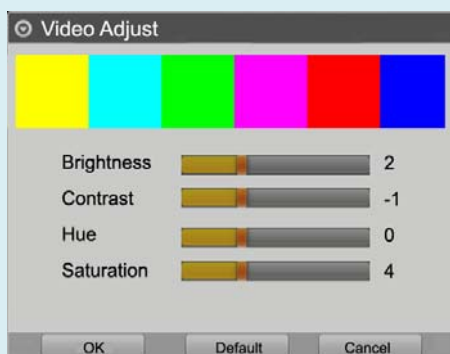 Video Adjust
Brightness 2
Contrast -1
Hue 0
Saturation 4
OK Default Cancel